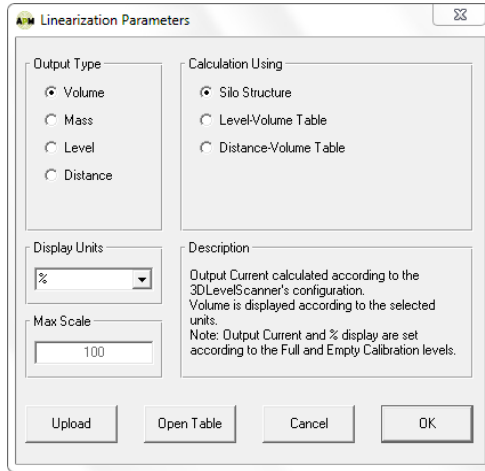 APM Linearization Parameters
Output Type
Volume
Mass
Level
Distance
Calculation Using
Silo Structure
Level-Volume Table
Distance-Volume Table
Display Units
%
Max Scale
100
Description
Output Current calculated according to the
3DLevelScanner's configuration.
Volume is displayed according to the selected
units.
Note: Output Current and % display are set
according to the Full and Empty Calibration levels.
Upload
Open Table
Cancel
OK